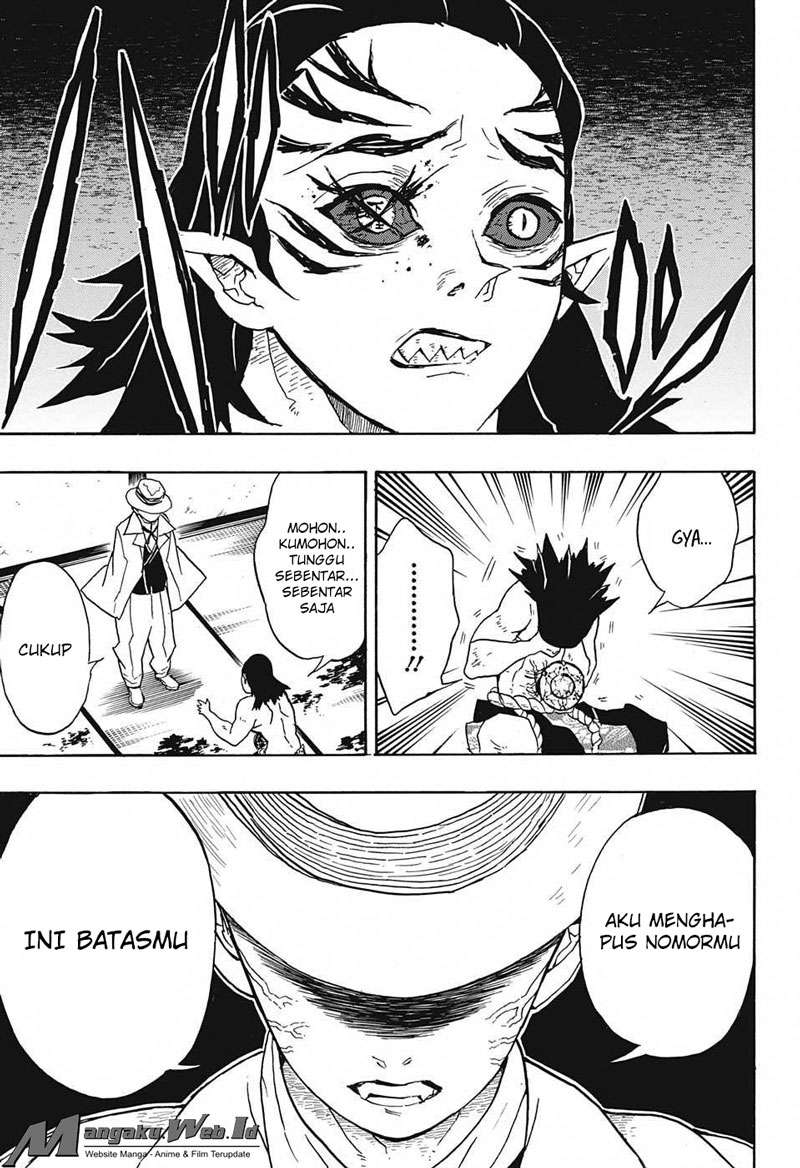 下
GYA...
........!!
MOHON..
KUMOHON..
TUNGGU
SEBENTAR...
SEBENTAR
SAJA
CUKUP
AKU MENGHA-
PUS NOMORMU
INI BATASMU
Mangaku.Web.Id
Website Manga - Anime & Film Terupdate